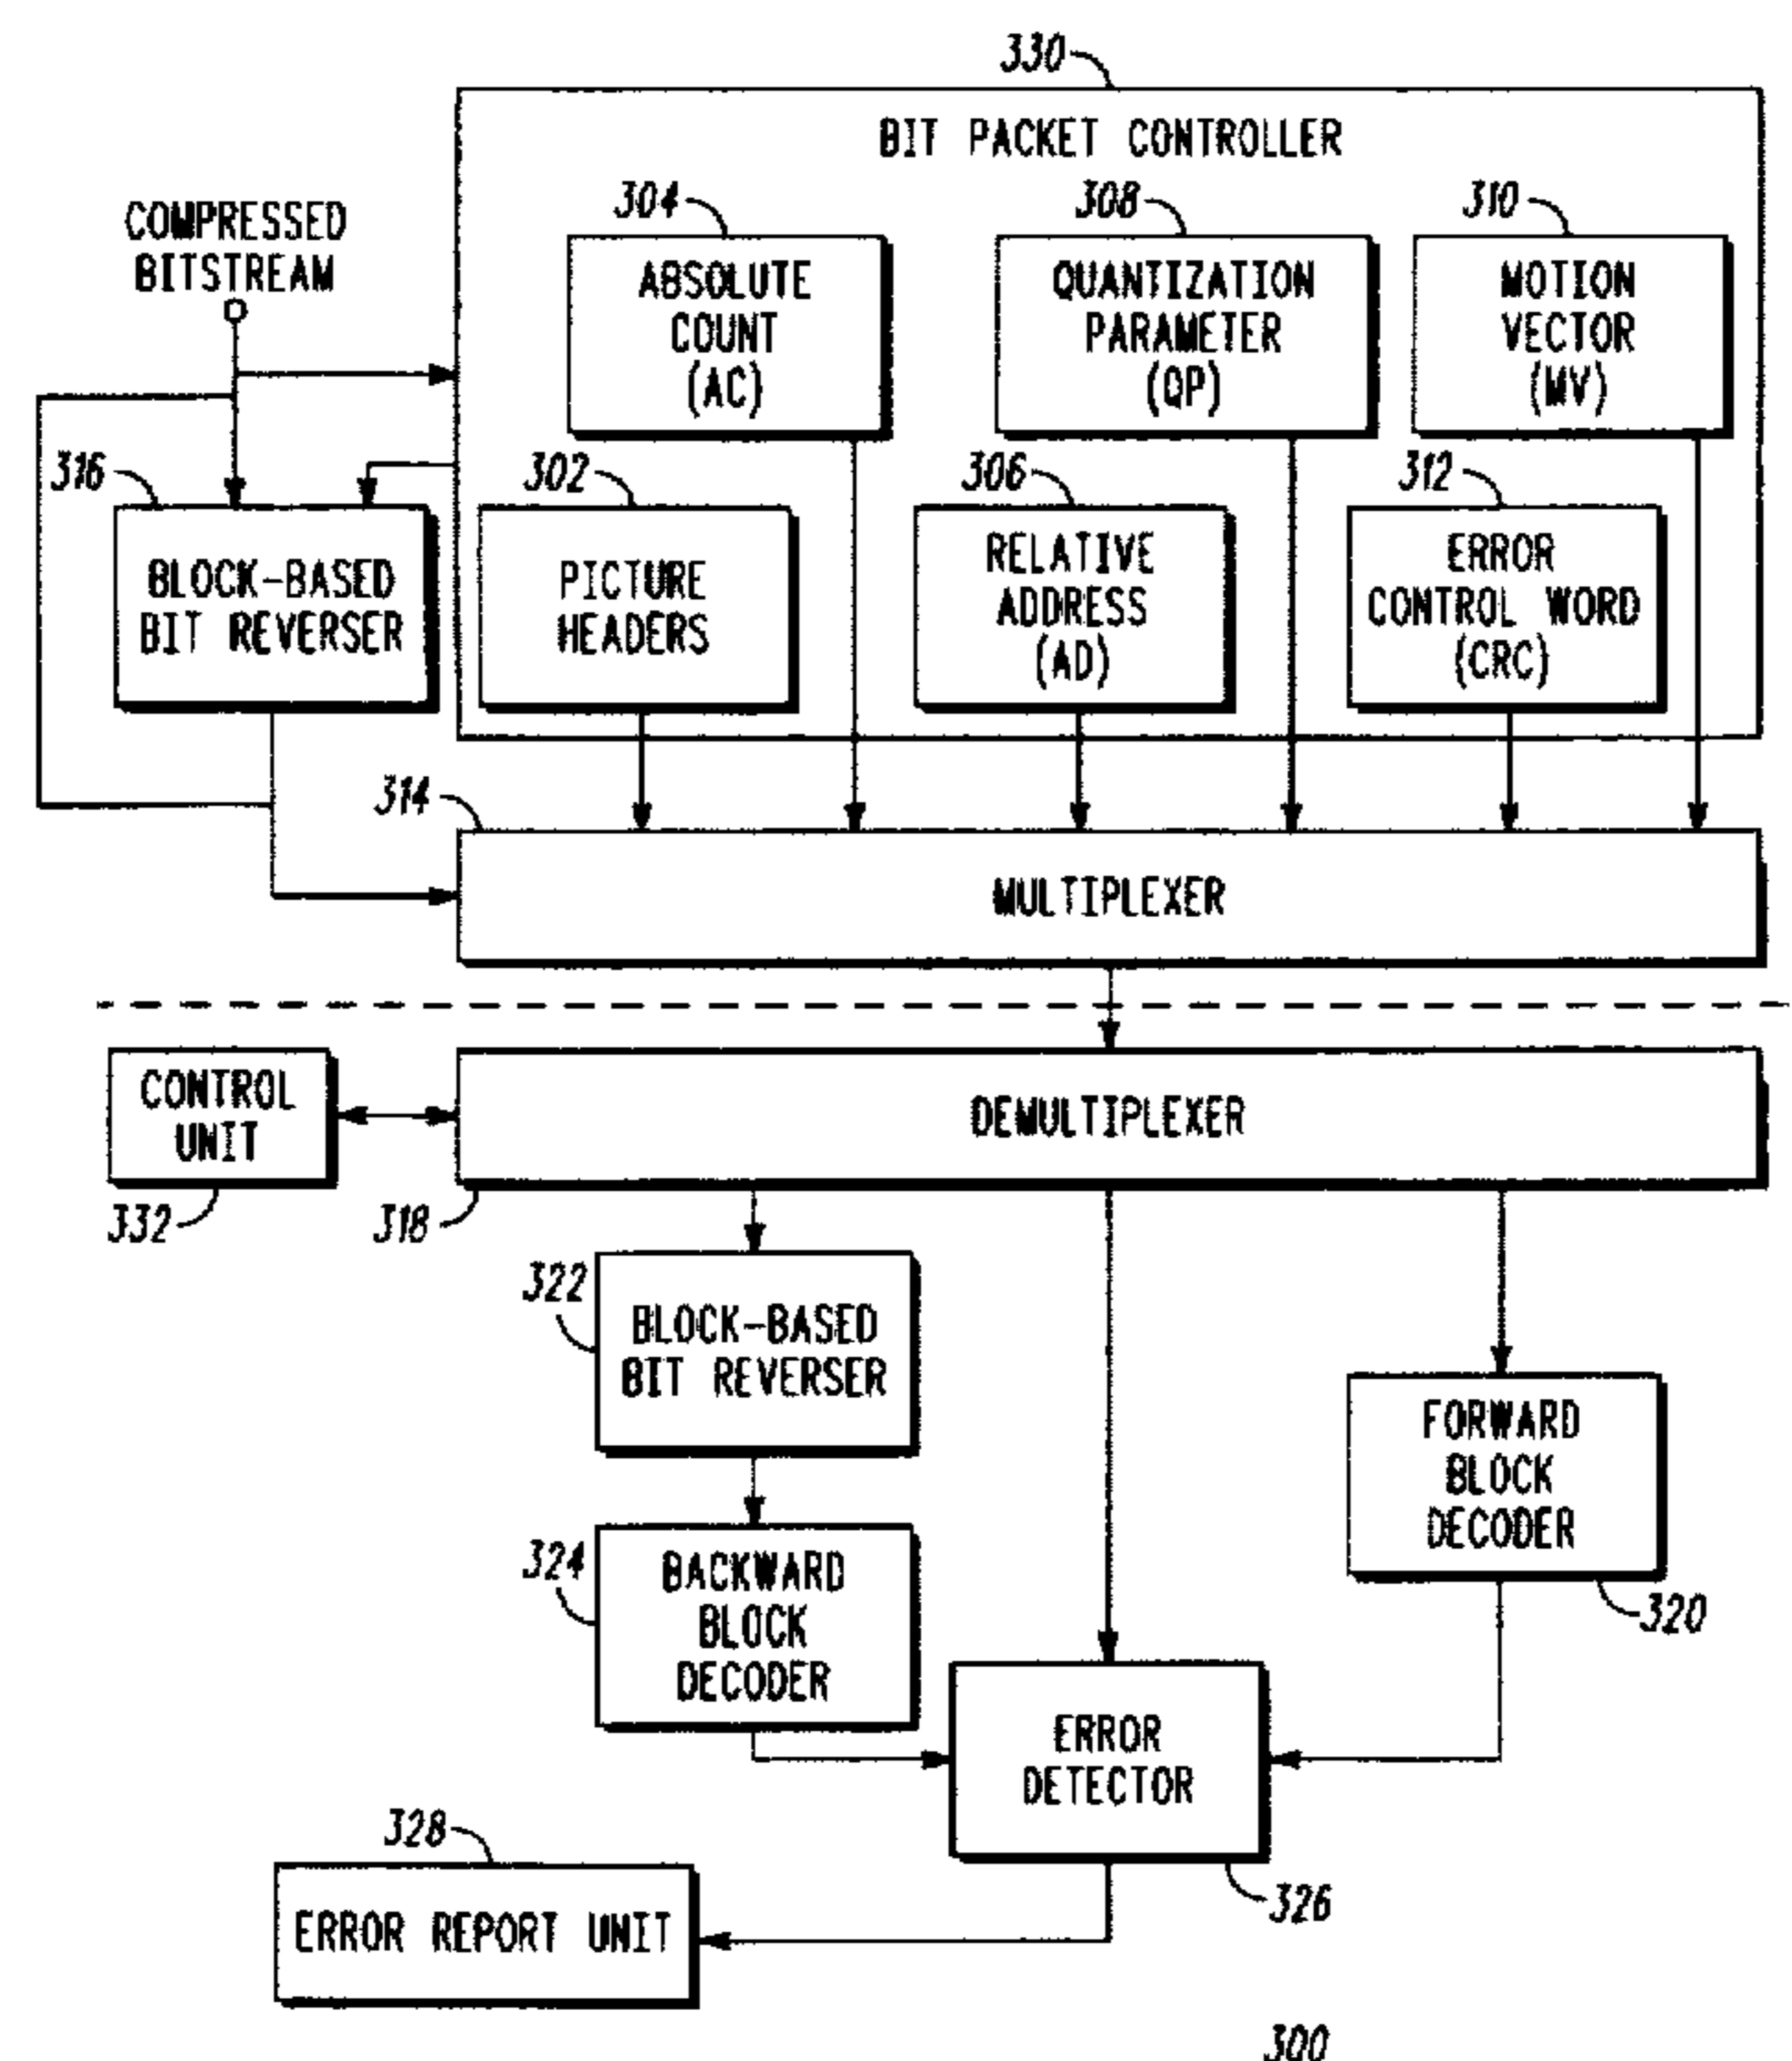 330
BIT PACKET CONTROLLER
304
308
310
COMPRESSED
BITSTREAM
ABSOLUTE
COUNT
(AC)
QUANTIZATION
PARAMETER
(QP)
MOTION
VECTOR
(MV)
316
302
306
312
BLOCK-BASED
BIT REVERSER
PICTURE
HEADERS
RELATIVE
ADDRESS
(AD)
ERROR
CONTROL WORD
(CRC)
314
MULTIPLEXER
CONTROL
UNIT
DEMULTIPLEXER
332
318
322
BLOCK-BASED
BIT REVERSER
FORWARD
BLOCK
DECODER
324
BACKWARD
BLOCK
DECODER
320
ERROR
DETECTOR
328
326
ERROR REPORT UNIT
300